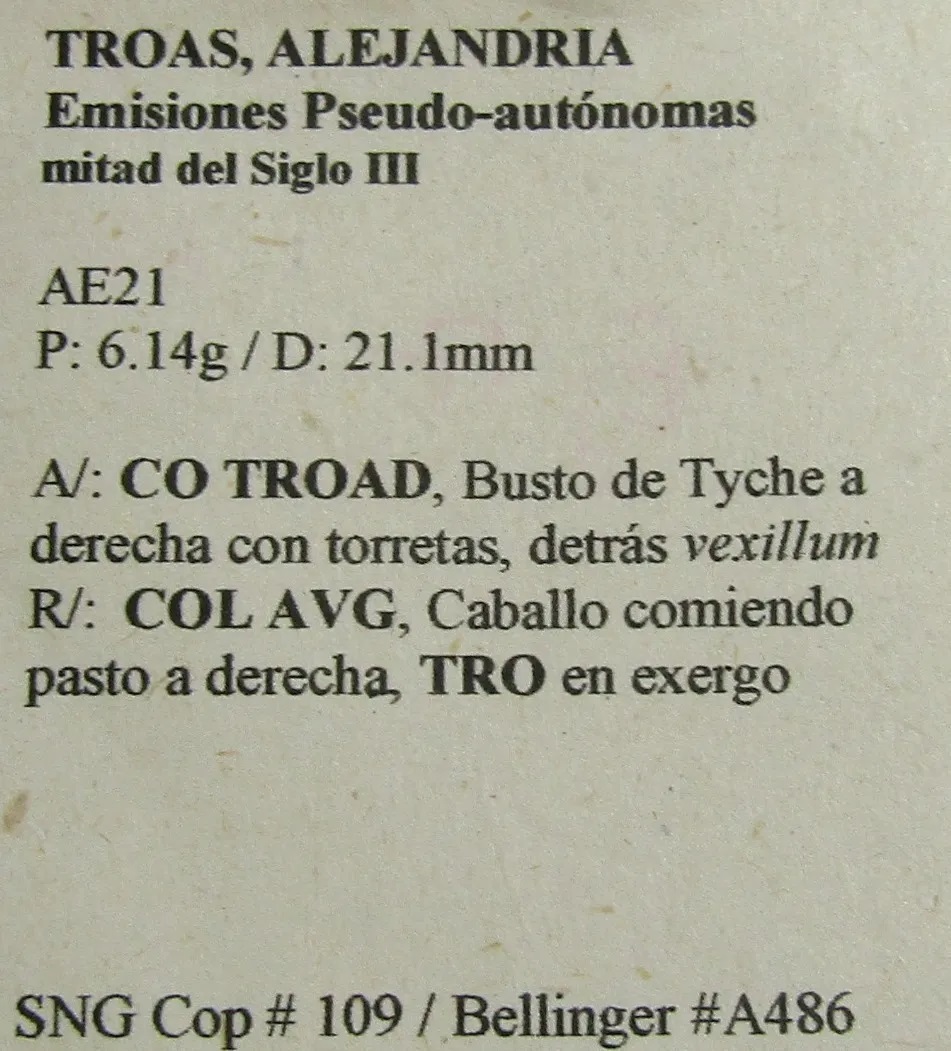 TROAS, ALEJANDRIA
Emisiones Pseudo-autónomas
mitad del Siglo III
AE21
P: 6.14g / D: 21.1mm
A/: CO TROAD, Busto de Tyche a
derecha con torretas, detrás vexillum
R/: COL AVG, Caballo comiendo
pasto a derecha, TRO en exergo
SNG Cop # 109 / Bellinger #A486